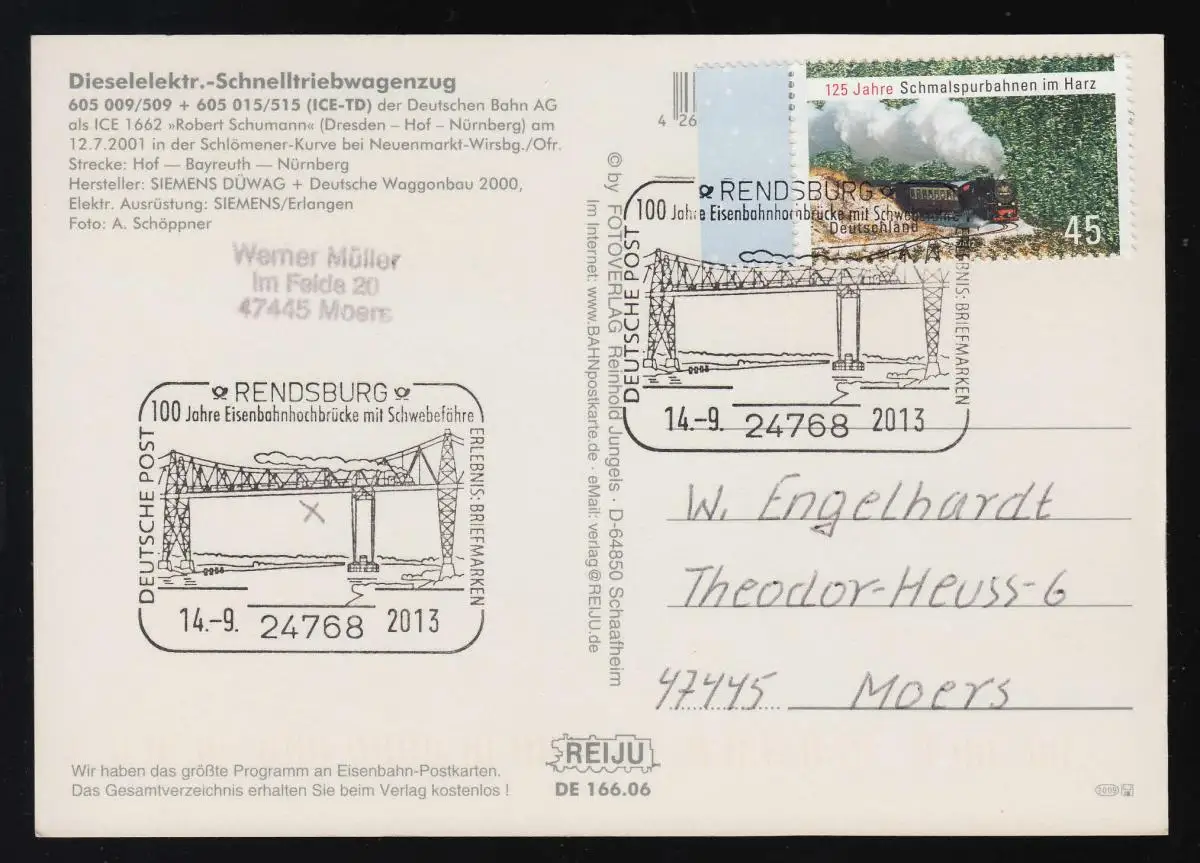 Dieselelektr.-Schnelltriebwagenzug
605 009/509 + 605 015/515 (ICE-TD) der Deutschen Bahn AG
als ICE 1662 »Robert Schumann« (Dresden – Hof – Nürnberg) am
12.7.2001 in der Schlömener-Kurve bei Neuenmarkt-Wirsbg./Ofr.
Strecke: Hof — Bayreuth — Nürnberg
Hersteller: SIEMENS DÜWAG + Deutsche Waggonbau 2000,
Elektr. Ausrüstung: SIEMENS/Erlangen
Foto: A. Schöppner
Werner Müller
Im Felde 20
47445 Moers
RENDSBURG
100 Jahre Eisenbahnhochbrücke mit Schwebefähre
DEUTSCHE POST
ERLEBNIS: BRIEFMARKEN
14.-9. 24768 2013
Wir haben das größte Programm an Eisenbahn-Postkarten.
Das Gesamtverzeichnis erhalten Sie beim Verlag kostenlos !
© by FOTOVERLAG Reinhold Jungels · D-64850 Schaafheim
Im Internet: www.BAHNpostkarte.de · eMail: verlag@REIJU.de
REIJU
DE 166.06
4 26
125 Jahre Schmalspurbahnen im Harz
Deutschland
45
RENDSBURG
100 Jahre Eisenbahnhochbrücke mit Schwebefähre
DEUTSCHE POST
ERLEBNIS: BRIEFMARKEN
14.-9. 24768 2013
W. Engelhardt
Theodor-Heuss-6
47445 Moers